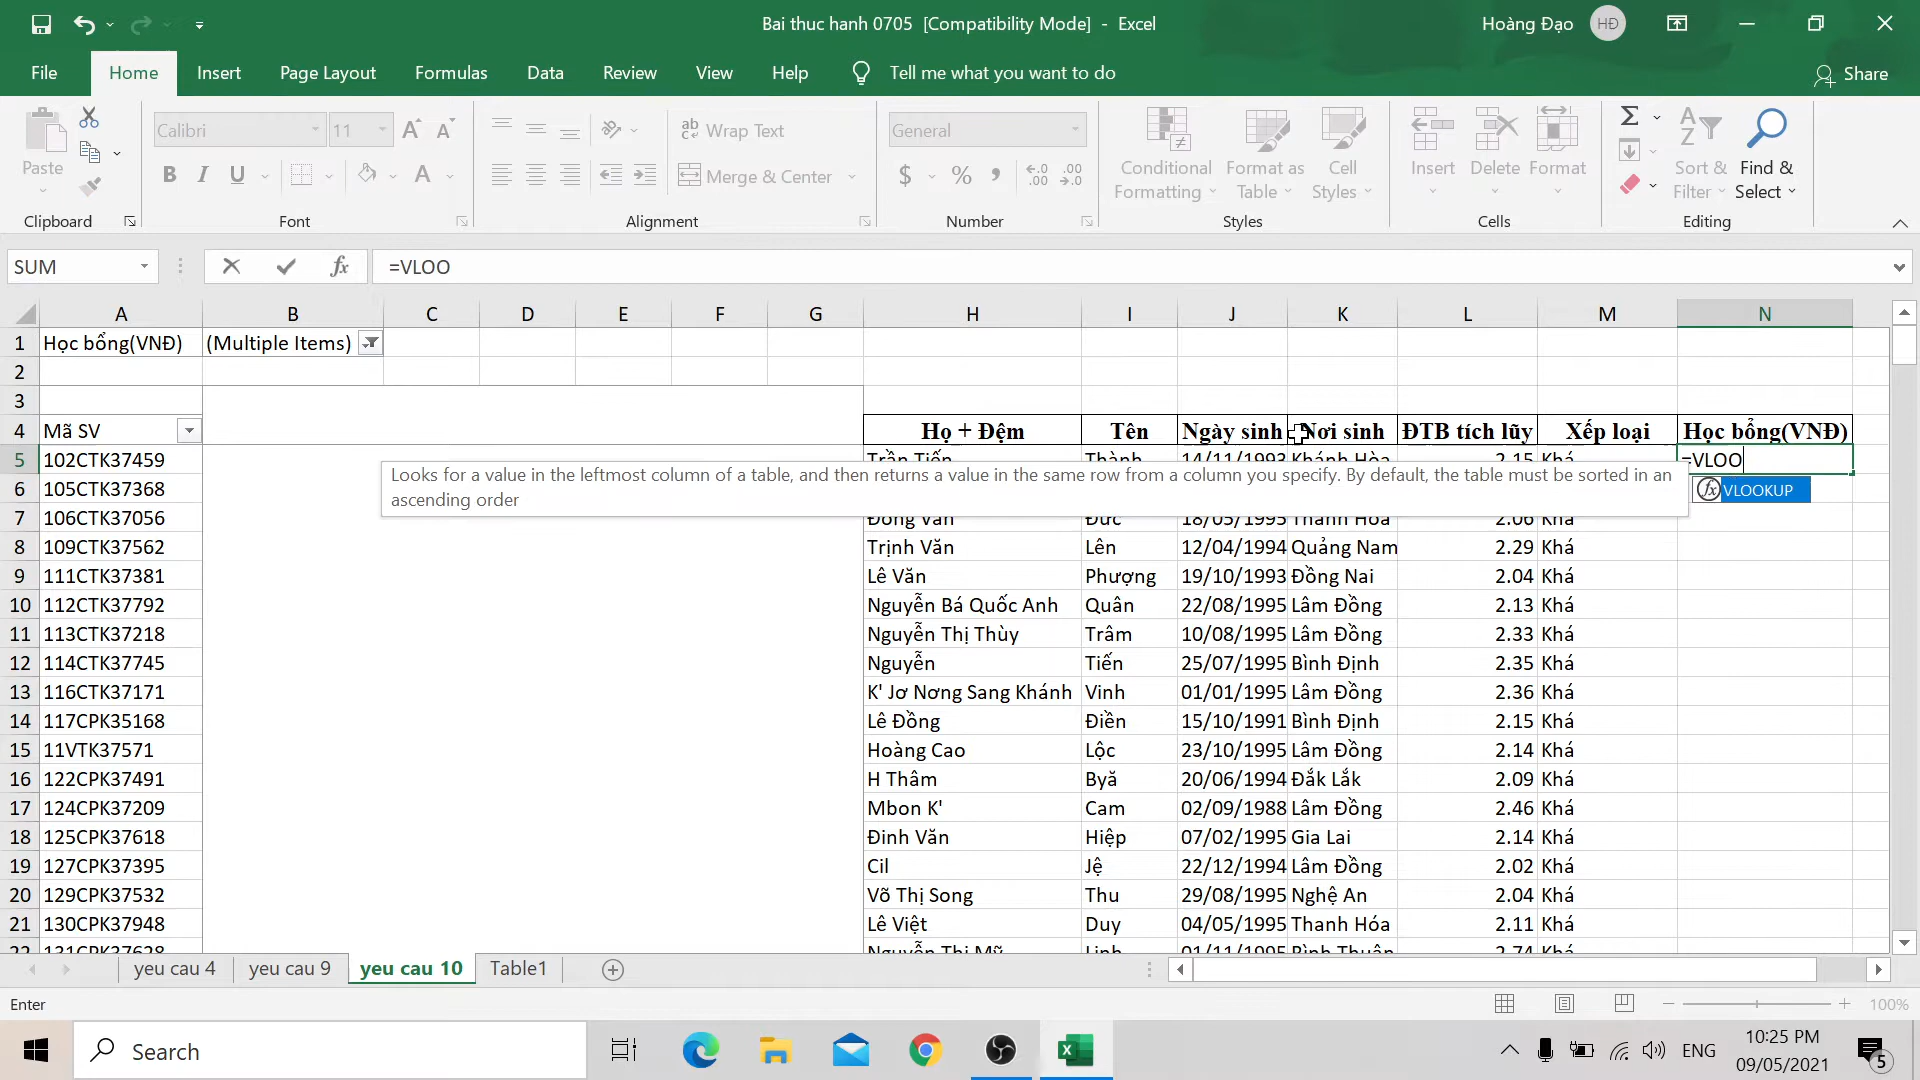 Bai thuc hanh 0705 [Compatibility Mode] - Excel
Hoàng Đạo HĐ
File Home Insert Page Layout Formulas Data Review View Help Tell me what you want to do Share
Calibri 11 Wrap Text General
Paste B I U Merge & Center $ % Conditional Formatting Format as Table Cell Styles Insert Delete Format Sort & Filter Find & Select
Clipboard Font Alignment Number Styles Cells Editing
SUM fx =VLOO
A B C D E F G H I J K L M N
1 Học bổng(VNĐ) (Multiple Items)
2
3
4 Mã SV Họ + Đệm Tên Ngày sinh Nơi sinh ĐTB tích lũy Xếp loại Học bổng(VNĐ)
5 102CTK37459 Trần Tiến Thành 14/11/1993 Khánh Hòa 2.15 Khá =VLOO
Looks for a value in the leftmost column of a table, and then returns a value in the same row from a column you specify. By default, the table must be sorted in an
ascending order
VLOOKUP
6 105CTK37368
7 106CTK37056 Đồng Văn Đức 18/05/1995 Thanh Hóa 2.06 Khá
8 109CTK37562 Trịnh Văn Lên 12/04/1994 Quảng Nam 2.29 Khá
9 111CTK37381 Lê Văn Phượng 19/10/1993 Đồng Nai 2.04 Khá
10 112CTK37792 Nguyễn Bá Quốc Anh Quân 22/08/1995 Lâm Đồng 2.13 Khá
11 113CTK37218 Nguyễn Thị Thùy Trâm 10/08/1995 Lâm Đồng 2.33 Khá
12 114CTK37745 Nguyễn Tiến 25/07/1995 Bình Định 2.35 Khá
13 116CTK37171 K' Jơ Nơng Sang Khánh Vinh 01/01/1995 Lâm Đồng 2.36 Khá
14 117CPK35168 Lê Đồng Điền 15/10/1991 Bình Định 2.15 Khá
15 11VTK37571 Hoàng Cao Lộc 23/10/1995 Lâm Đồng 2.14 Khá
16 122CPK37491 H Thâm Byă 20/06/1994 Đắk Lắk 2.09 Khá
17 124CPK37209 Mbon K' Cam 02/09/1988 Lâm Đồng 2.46 Khá
18 125CPK37618 Đinh Văn Hiệp 07/02/1995 Gia Lai 2.14 Khá
19 127CPK37395 Cil Jệ 22/12/1994 Lâm Đồng 2.02 Khá
20 129CPK37532 Võ Thị Song Thu 29/08/1995 Nghệ An 2.04 Khá
21 130CPK37948 Lê Việt Duy 04/05/1995 Thanh Hóa 2.11 Khá
22 131CPK37628 Nguyễn Thị Mỹ Linh 01/11/1995 Bình Thuận 2.74 Khá
yeu cau 4 yeu cau 9 yeu cau 10 Table1
Enter 100%
Search ENG 10:25 PM
09/05/2021 5